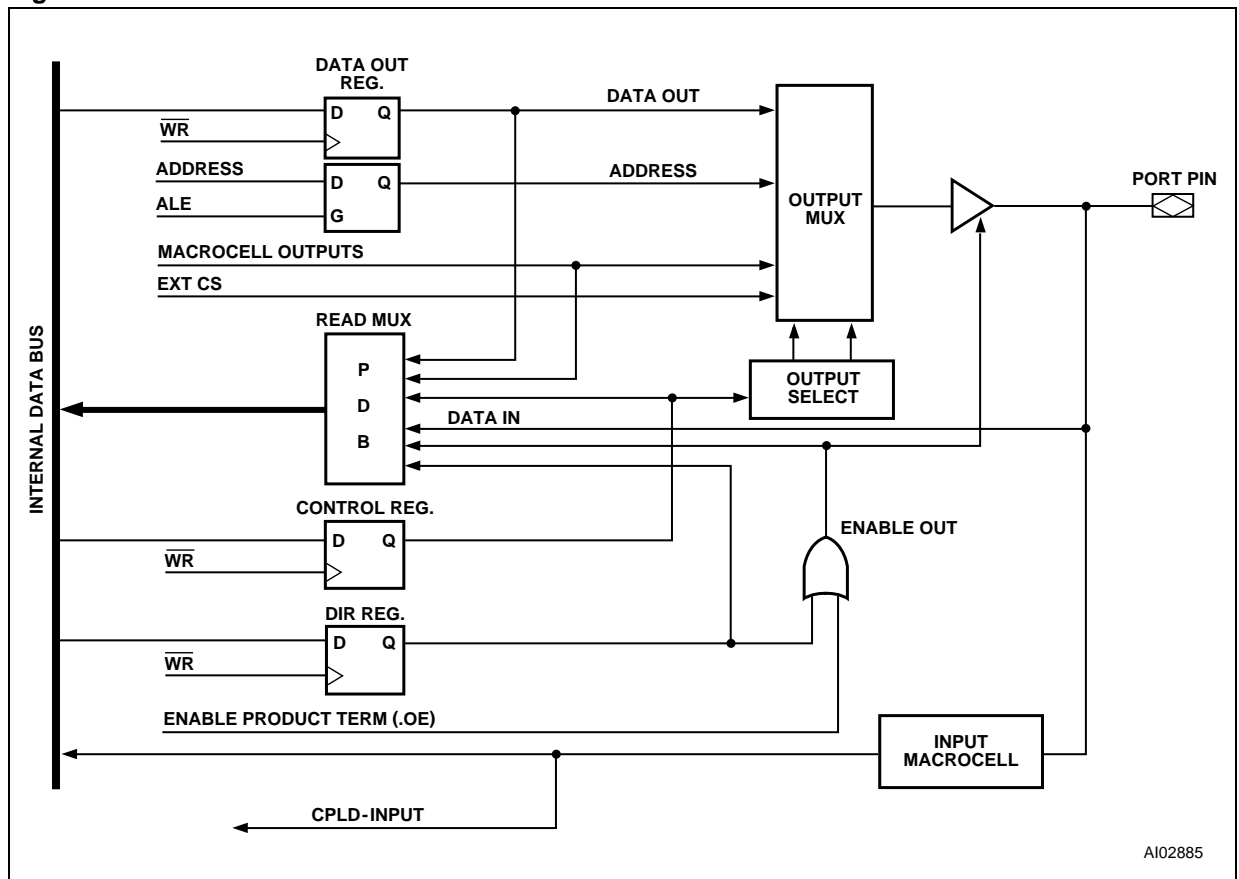 DATA OUT
REG.
D Q
WR
DATA OUT
ADDRESS
ALE
D Q
G
ADDRESS
MACROCELL OUTPUTS
EXT CS
OUTPUT
MUX
PORT PIN
READ MUX
P
D
B
OUTPUT
SELECT
DATA IN
INTERNAL DATA BUS
CONTROL REG.
D Q
WR
ENABLE OUT
DIR REG.
D Q
WR
ENABLE PRODUCT TERM (.OE)
INPUT
MACROCELL
CPLD-INPUT
AI02885